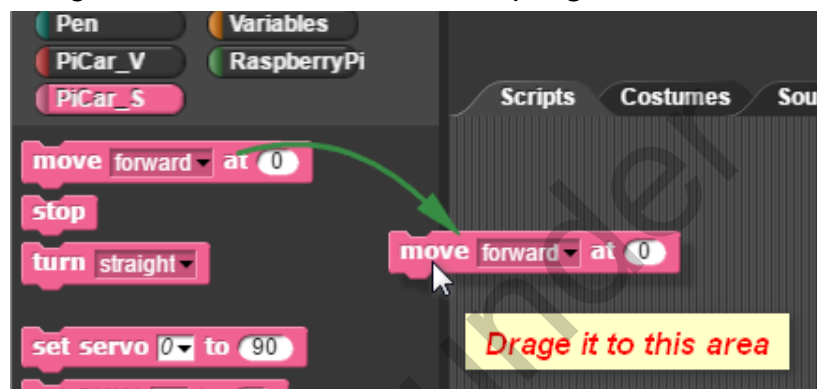 Pen Variables
PiCar_V RaspberryPi
PiCar_S
Scripts Costumes Sou
move forward at 0
stop
turn straight
move forward at 0
set servo 0 to 90
Drage it to this area